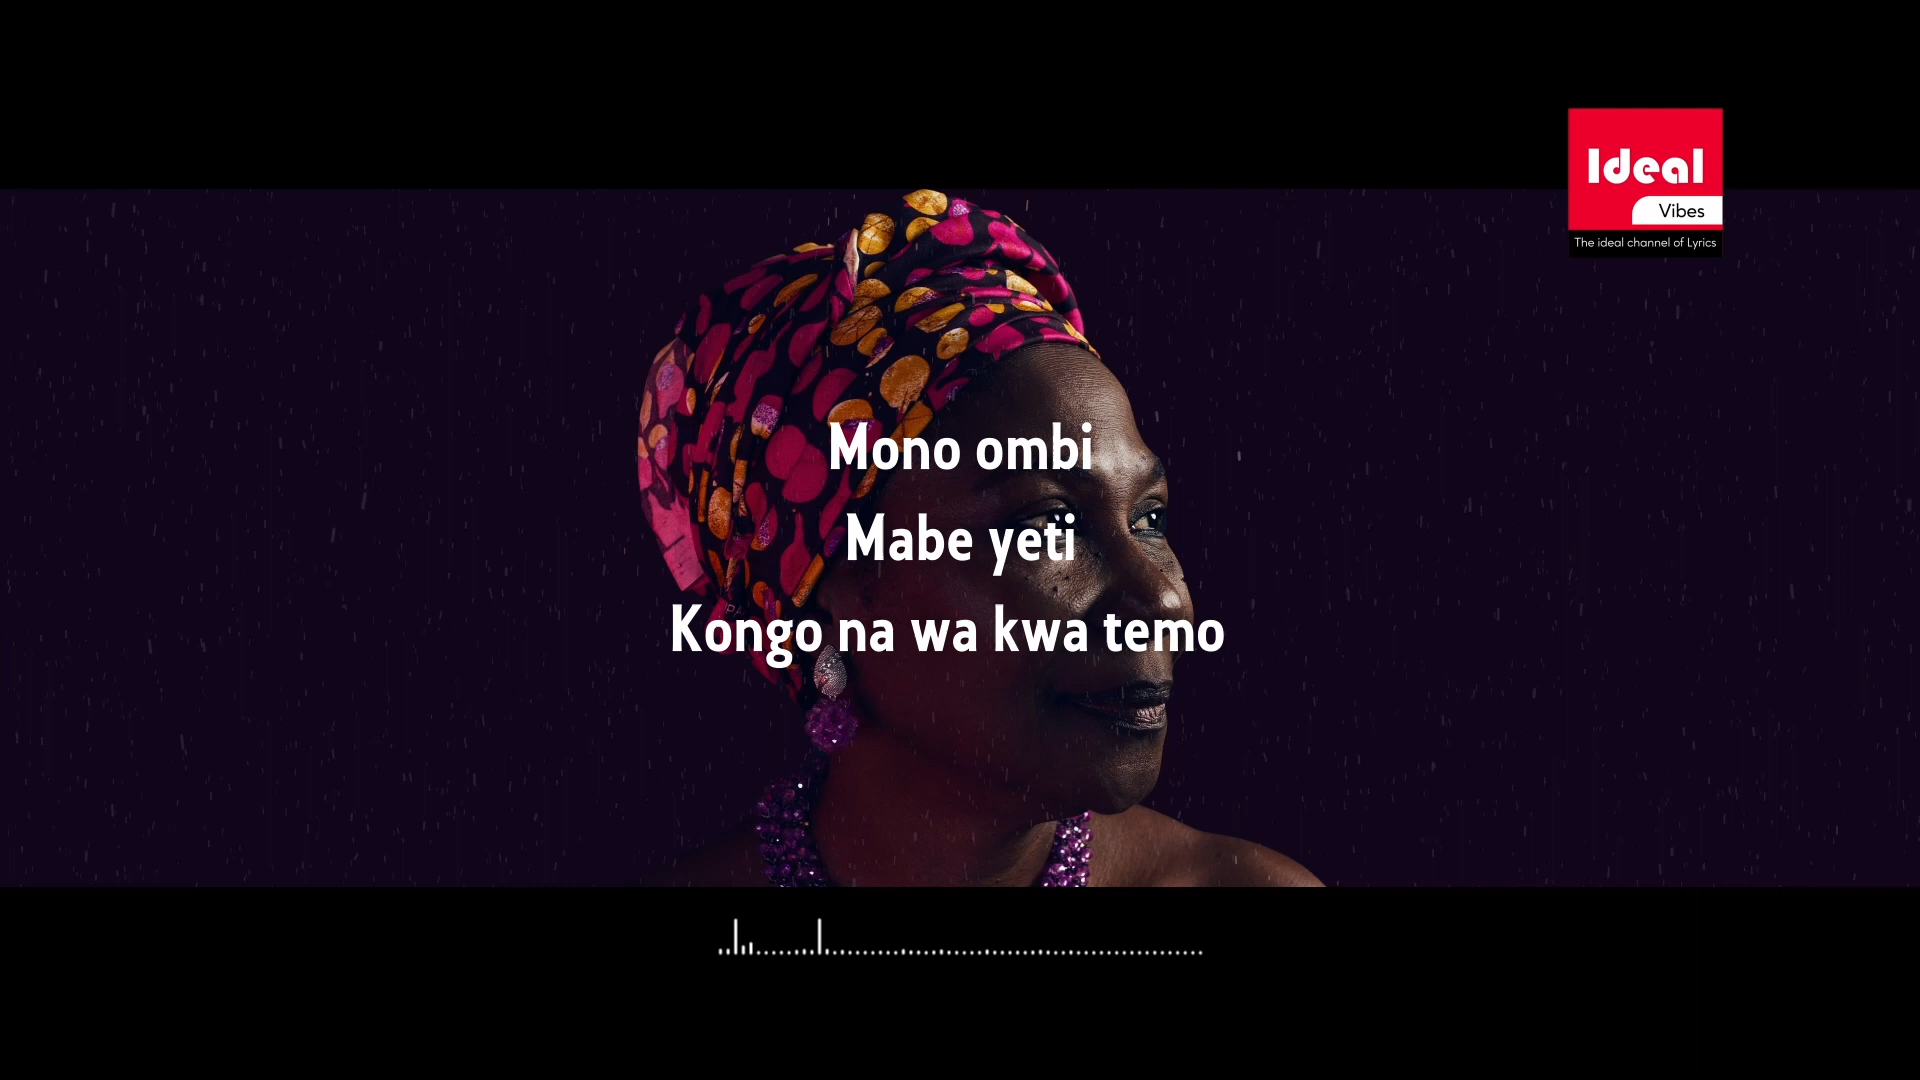 Ideal
Vibes
The ideal channel of Lyrics
Mono ombi
Mabe yeti
Kongo na wa kwa temo